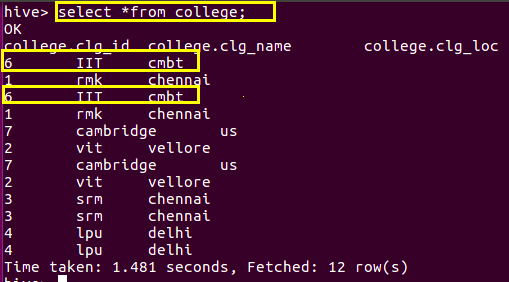 hive> select *from college;
OK
college.clg_id college.clg_name college.clg_loc
6 IIT cmbt
1 rmk chennai
6 IIT cmbt
1 rmk chennai
7 cambridge us
2 vit vellore
7 cambridge us
2 vit vellore
3 srm chennai
3 srm chennai
4 lpu delhi
4 lpu delhi
Time taken: 1.481 seconds, Fetched: 12 row(s)
hive>